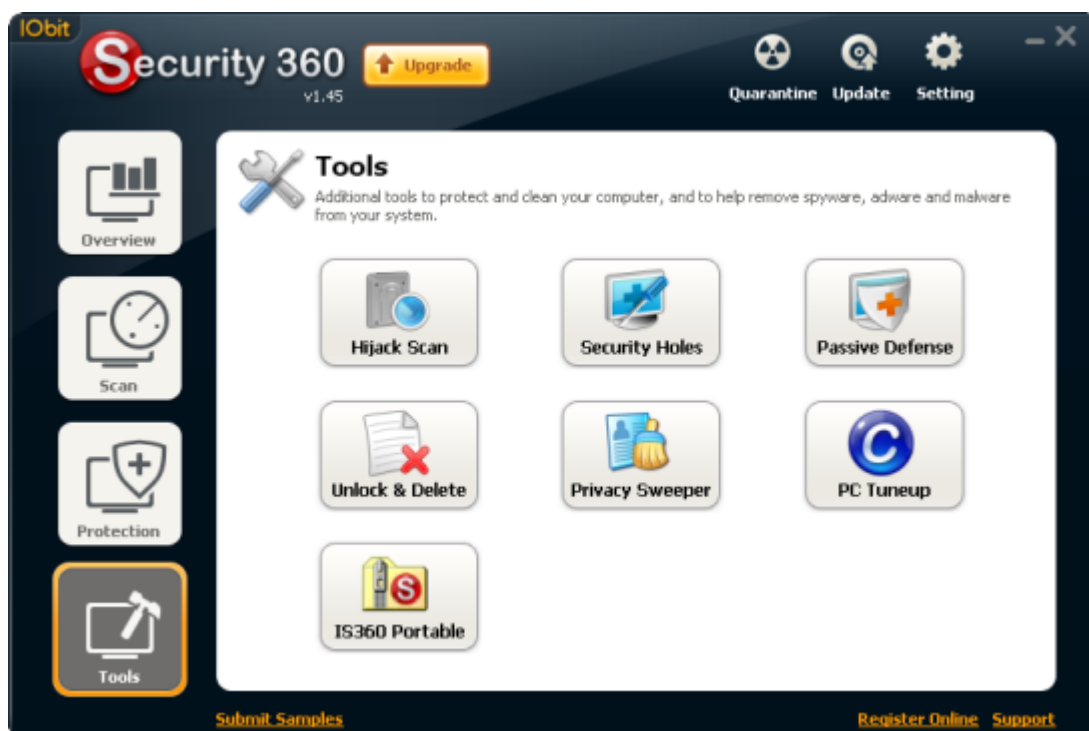 IObit
Security 360
v1.45
Upgrade
Quarantine
Update
Setting
Overview
Scan
Protection
Tools
Tools
Additional tools to protect and clean your computer, and to help remove spyware, adware and malware
from your system.
Hijack Scan
Security Holes
Passive Defense
Unlock & Delete
Privacy Sweeper
PC Tuneup
IS360 Portable
Submit Samples
Register Online
Support